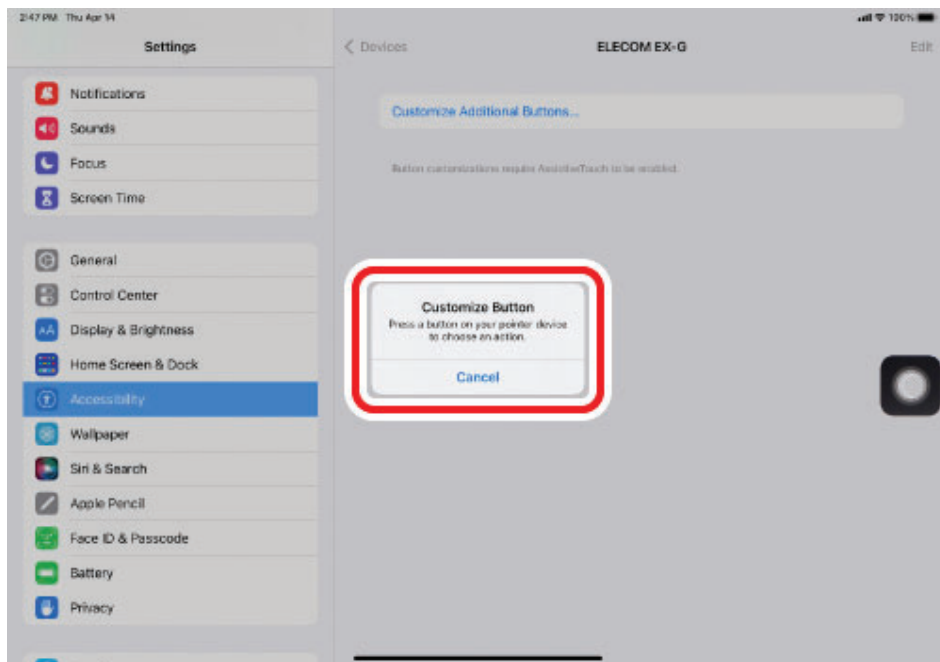 2:47 PM Thu Apr 14
100%
Settings
Devices
ELECOM EX-G
Edit
Notifications
Sounds
Focus
Screen Time
Customize Additional Buttons...
Button customizations require AssistiveTouch to be enabled.
General
Control Center
AA
Display & Brightness
Home Screen & Dock
Accessibility
Wallpaper
Siri & Search
Apple Pencil
Face ID & Passcode
Battery
Privacy
Customize Button
Press a button on your pointer device
to choose an action.
Cancel